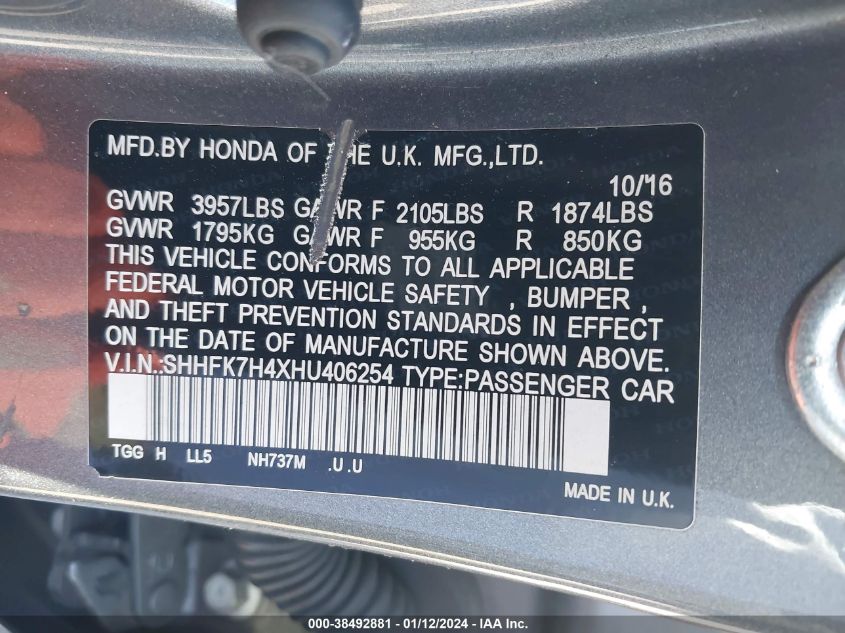 MFD.BY HONDA OF THE U.K. MFG.,LTD.
10/'16
GVWR 3957LBS GAWR F 2105LBS R 1874LBS
GVWR 1795KG GAWR F 955KG R 850KG
THIS VEHICLE CONFORMS TO ALL APPLICABLE
FEDERAL MOTOR VEHICLE SAFETY , BUMPER ,
AND THEFT PREVENTION STANDARDS IN EFFECT
ON THE DATE OF MANUFACTURE SHOWN ABOVE.
V.I.N.:SHHFK7H4XHU406254 TYPE:PASSENGER CAR
TGG H LL5 NH737M .U .U
MADE IN U.K.
000-38492881 - 01/12/2024 - IAA Inc.